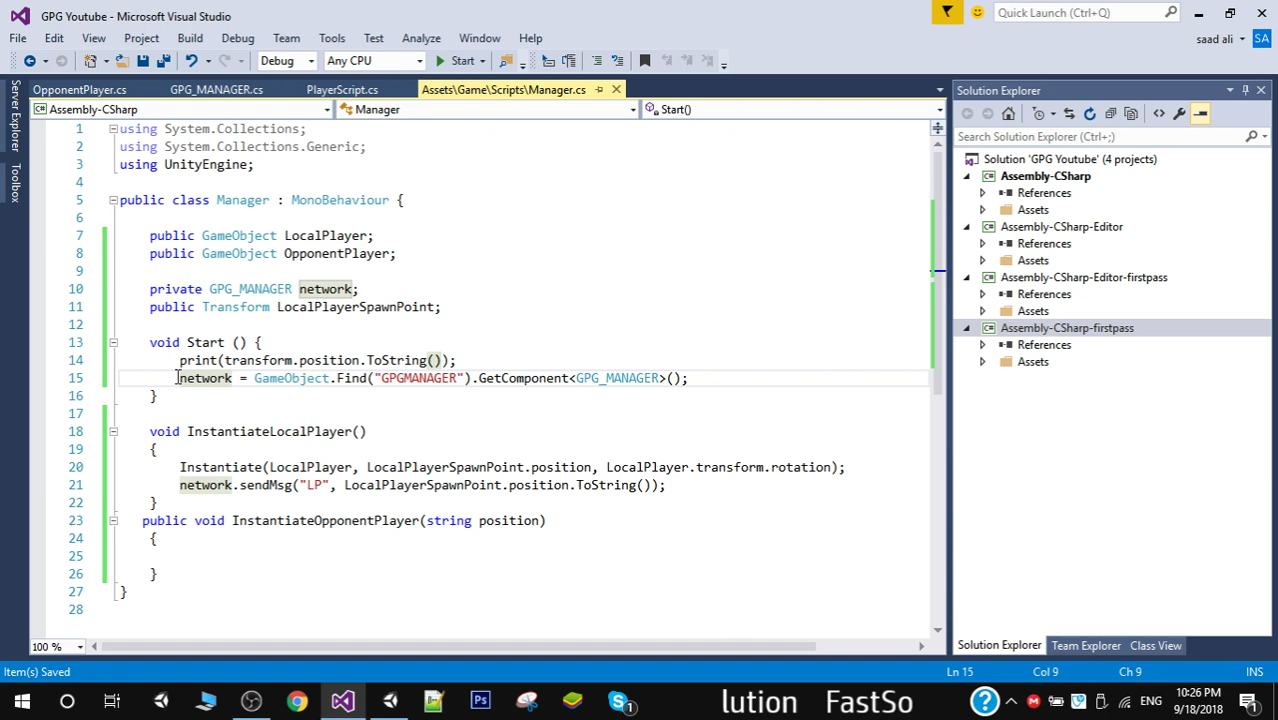 GPG Youtube - Microsoft Visual Studio
Quick Launch (Ctrl+Q)
File Edit View Project Build Debug Team Tools Test Analyze Window Help
saad ali SA
Debug Any CPU Start
OpponentPlayer.cs GPG_MANAGER.cs PlayerScript.cs Assets\Game\Scripts\Manager.cs
Assembly-CSharp Manager Start()
Server Explorer
Toolbox
1 using System.Collections;
2 using System.Collections.Generic;
3 using UnityEngine;
4
5 public class Manager : MonoBehaviour {
6
7 public GameObject LocalPlayer;
8 public GameObject OpponentPlayer;
9
10 private GPG_MANAGER network;
11 public Transform LocalPlayerSpawnPoint;
12
13 void Start () {
14 print(transform.position.ToString());
15 network = GameObject.Find("GPGMANAGER").GetComponent<GPG_MANAGER>();
16 }
17
18 void InstantiateLocalPlayer()
19 {
20 Instantiate(LocalPlayer, LocalPlayerSpawnPoint.position, LocalPlayer.transform.rotation);
21 network.sendMsg("LP", LocalPlayerSpawnPoint.position.ToString());
22 }
23 public void InstantiateOpponentPlayer(string position)
24 {
25
26 }
27 }
28
100 %
Solution Explorer
Search Solution Explorer (Ctrl+;)
Solution 'GPG Youtube' (4 projects)
Assembly-CSharp
References
Assets
Assembly-CSharp-Editor
References
Assets
Assembly-CSharp-Editor-firstpass
References
Assets
Assembly-CSharp-firstpass
References
Assets
Solution Explorer Team Explorer Class View
Item(s) Saved Ln 15 Col 9 Ch 9 INS
Ps
1
lution FastSo
ENG
10:26 PM
9/18/2018
1